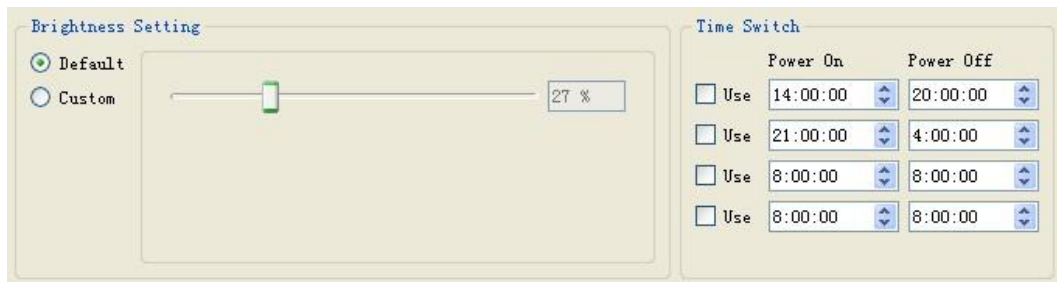 Brightness Setting
Default
Custom
27 %
Time Switch
Power On Power Off
Use 14:00:00 20:00:00
Use 21:00:00 4:00:00
Use 8:00:00 8:00:00
Use 8:00:00 8:00:00